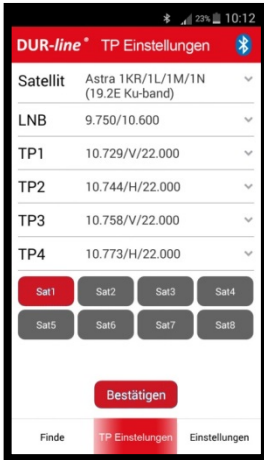 23% 10:12
DUR-line® TP Einstellungen
Satellit Astra 1KR/1L/1M/1N
(19.2E Ku-band)
LNB 9.750/10.600
TP1 10.729/V/22.000
TP2 10.744/H/22.000
TP3 10.758/V/22.000
TP4 10.773/H/22.000
Sat1 Sat2 Sat3 Sat4
Sat5 Sat6 Sat7 Sat8
Bestätigen
Finde TP Einstelungen Einstellungen